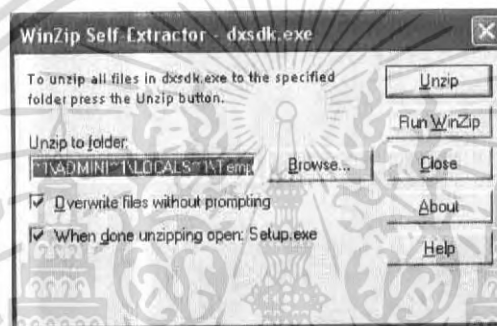 WinZip Self-Extractor - dxsdk.exe
To unzip all files in dxsdk.exe to the specified
folder press the Unzip button.
Unzip to folder:
~1\ADMINI~1\LOCALS~1\Temp
Browse...
Overwrite files without prompting
When done unzipping open: Setup.exe
Unzip
Run WinZip
Close
About
Help